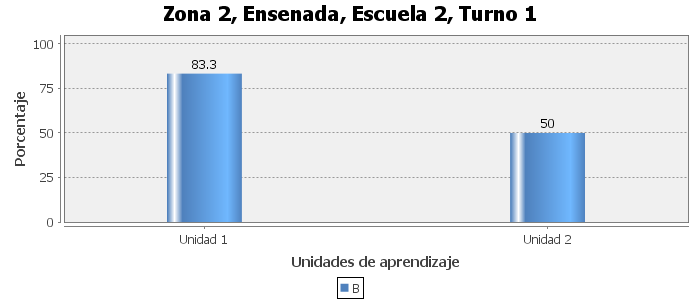 Zona 2, Ensenada, Escuela 2, Turno 1
Porcentaje
100
75
50
25
0
83.3
50
Unidad 1
Unidad 2
Unidades de aprendizaje
B